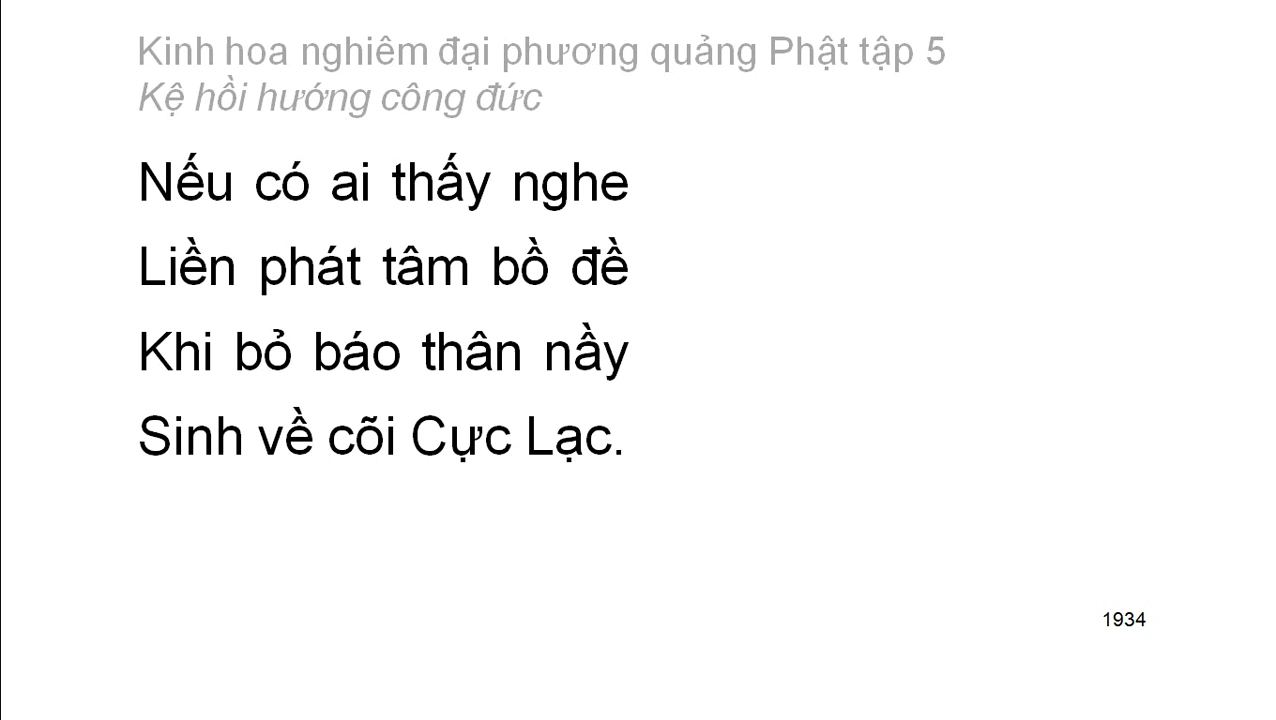 Kinh hoa nghiêm đại phương quảng Phật tập 5
Kệ hồi hướng công đức
Nếu có ai thấy nghe
Liền phát tâm bồ đề
Khi bỏ báo thân nầy
Sinh về cõi Cực Lạc.
1934